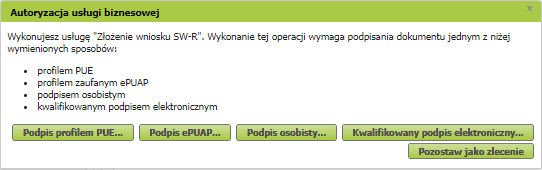 Autoryzacja usługi biznesowej x
Wykonujesz usługę "Złożenie wniosku SW-R". Wykonanie tej operacji wymaga podpisania dokumentu jednym z niżej
wymienionych sposobów:
• profilem PUE
• profilem zaufanym ePUAP
• podpisem osobistym
• kwalifikowanym podpisem elektronicznym
Podpis profilem PUE... Podpis ePUAP... Podpis osobisty... Kwalifikowany podpis elektroniczny...
Pozostaw jako zlecenie